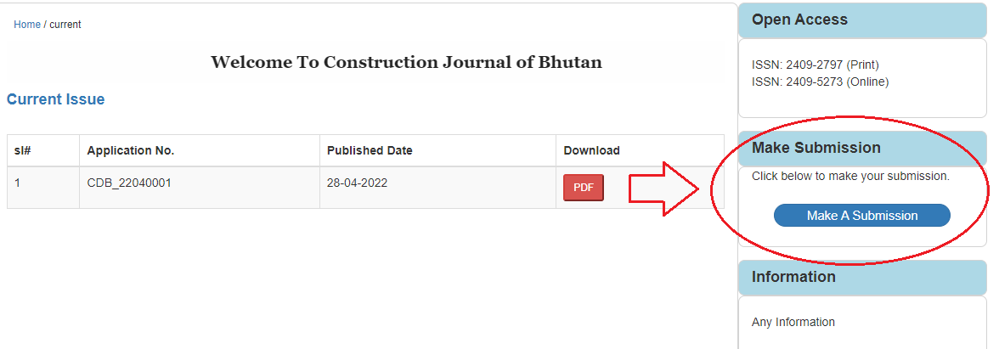 Home / current
Welcome To Construction Journal of Bhutan
Current Issue
sl# Application No. Published Date Download
1 CDB_22040001 28-04-2022 PDF
Open Access
ISSN: 2409-2797 (Print)
ISSN: 2409-5273 (Online)
Make Submission
Click below to make your submission.
Make A Submission
Information
Any Information